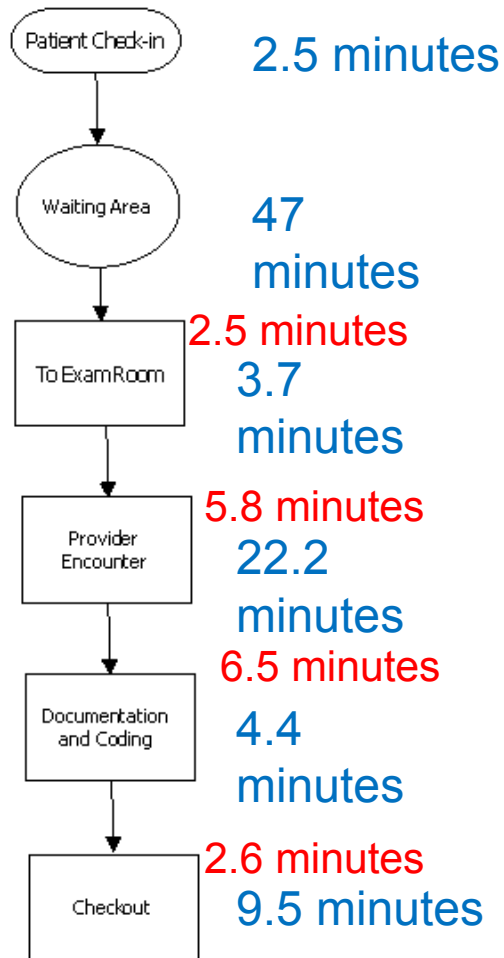 Patient Check-in
2.5 minutes
Waiting Area
47
minutes
2.5 minutes
To Exam Room
3.7
minutes
5.8 minutes
Provider
Encounter
22.2
minutes
6.5 minutes
Documentation
and Coding
4.4
minutes
2.6 minutes
Checkout
9.5 minutes